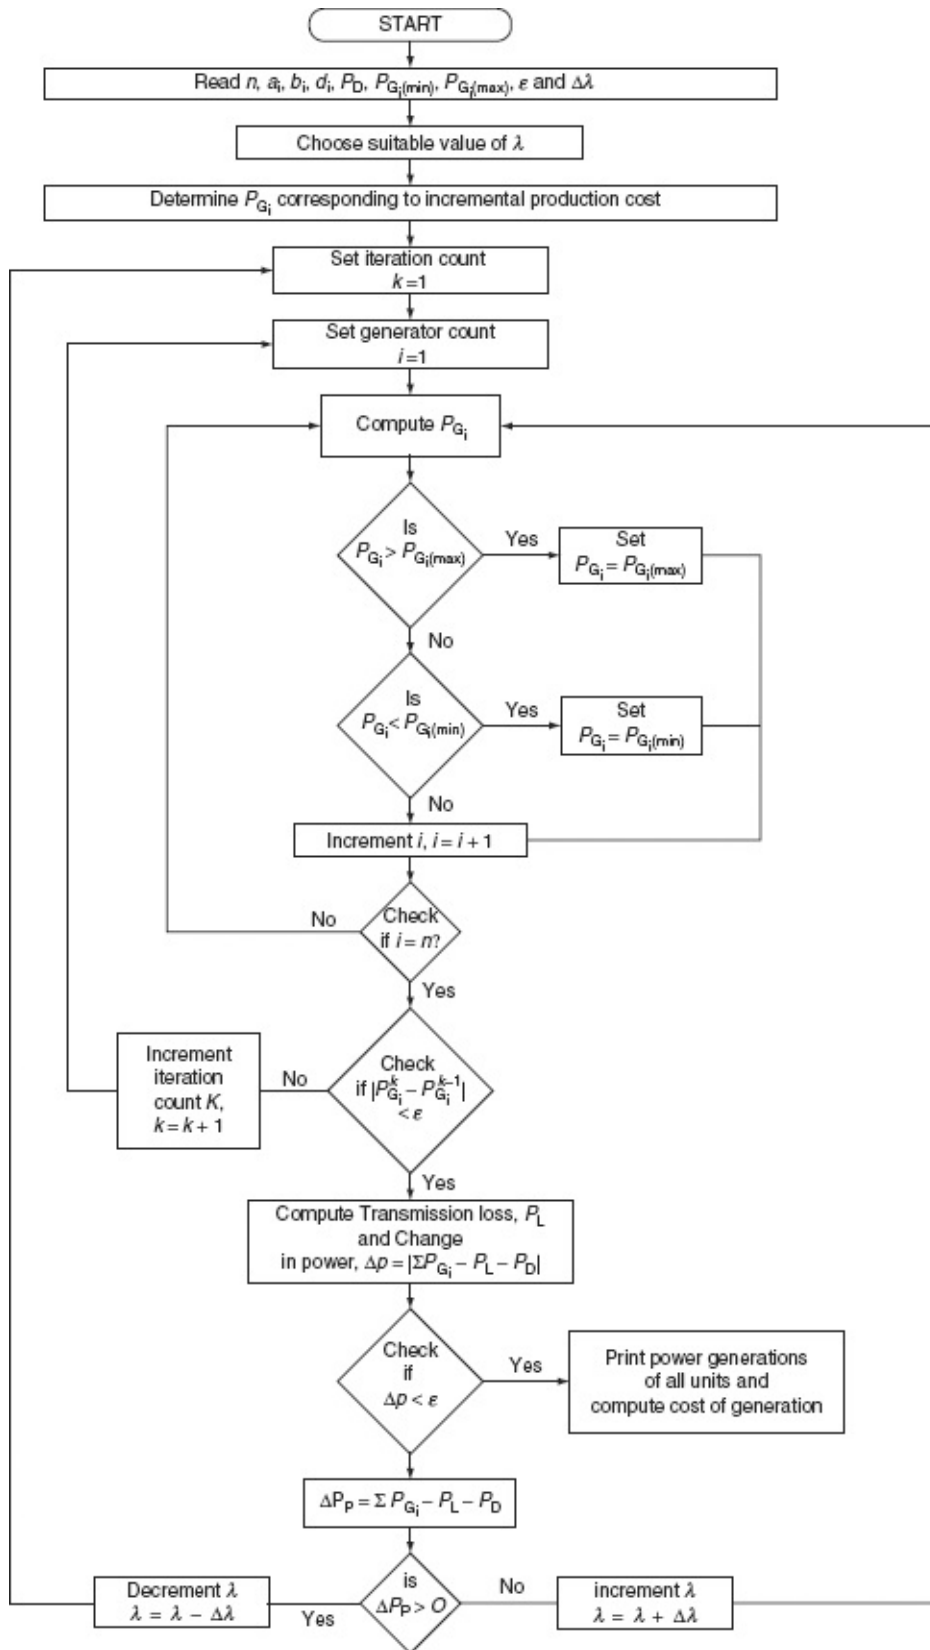 START
Read n, aᵢ, bᵢ, dᵢ, P_D, P_Gᵢ(min), P_Gᵢ(max), ε and Δλ
Choose suitable value of λ
Determine P_Gᵢ corresponding to incremental production cost
Set iteration count
k=1
Set generator count
i=1
Compute P_Gᵢ
Is
P_Gᵢ > P_Gᵢ(max)
Yes
Set
P_Gᵢ = P_Gᵢ(max)
No
Is
P_Gᵢ < P_Gᵢ(min)
Yes
Set
P_Gᵢ = P_Gᵢ(min)
No
Increment i, i = i + 1
No
Check
if i = n?
Yes
Increment
iteration
count K,
k = k + 1
No
Check
if |P_Gᵢ^k – P_Gᵢ^k–1|
< ε
Yes
Compute Transmission loss, P_L
and Change
in power, Δp = |ΣP_Gᵢ – P_L – P_D|
Check
if
Δp < ε
Yes
Print power generations
of all units and
compute cost of generation
ΔP_P = Σ P_Gᵢ – P_L – P_D
Decrement λ
λ = λ – Δλ
Yes
is
ΔP_P > O
No
increment λ
λ = λ + Δλ